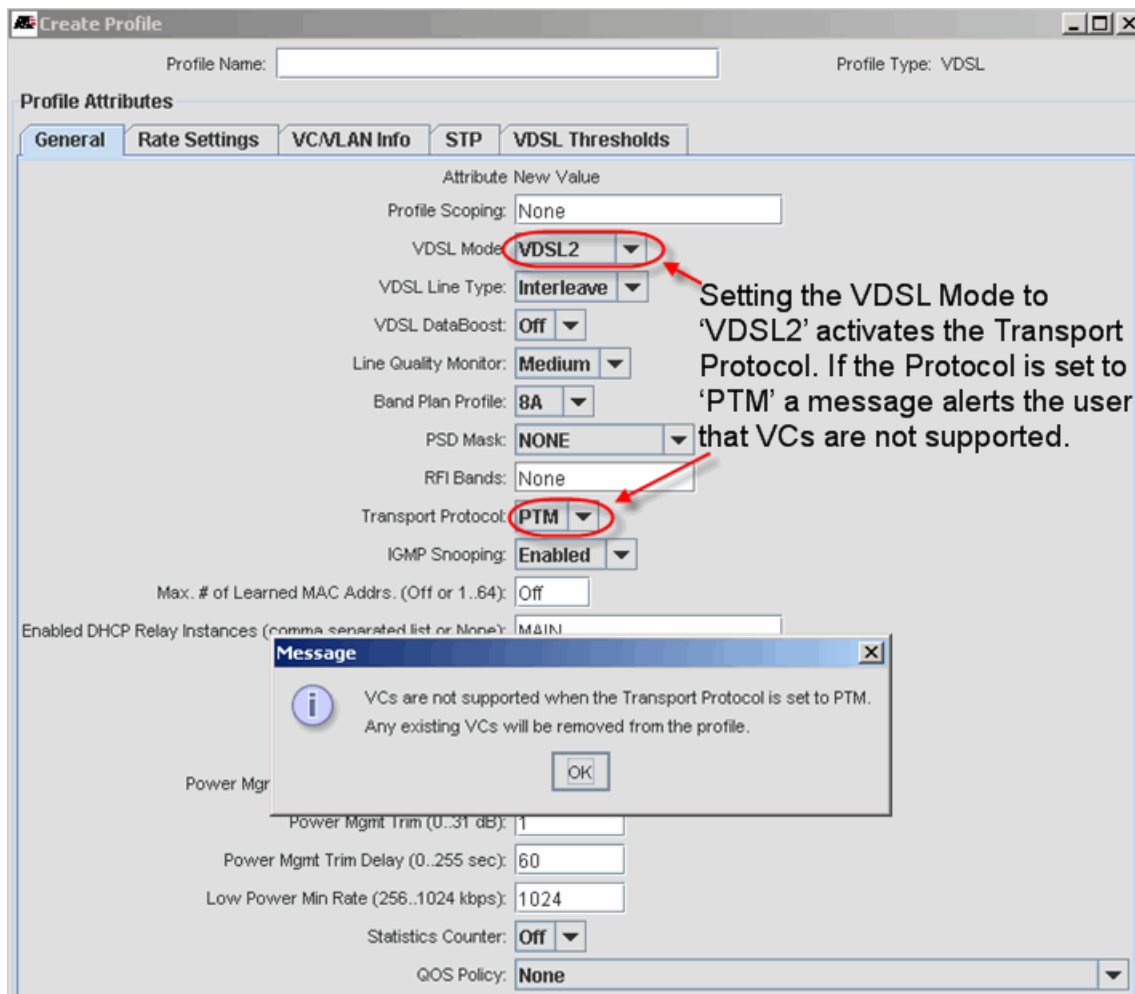 Create Profile
Profile Name:
Profile Type: VDSL
Profile Attributes
General Rate Settings VC/VLAN Info STP VDSL Thresholds
Attribute New Value
Profile Scoping: None
VDSL Mode VDSL2
VDSL Line Type: Interleave
VDSL DataBoost: Off
Line Quality Monitor: Medium
Band Plan Profile: 8A
PSD Mask: NONE
RFI Bands: None
Transport Protocol: PTM
IGMP Snooping: Enabled
Setting the VDSL Mode to
‘VDSL2’ activates the Transport
Protocol. If the Protocol is set to
‘PTM’ a message alerts the user
that VCs are not supported.
Max. # of Learned MAC Addrs. (Off or 1..64): Off
Enabled DHCP Relay Instances (comma separated list or None): MAIN
Message
VCs are not supported when the Transport Protocol is set to PTM.
Any existing VCs will be removed from the profile.
OK
Power Mgr
Power Mgmt Trim (0..31 dB): 1
Power Mgmt Trim Delay (0..255 sec): 60
Low Power Min Rate (256..1024 kbps): 1024
Statistics Counter: Off
QOS Policy: None